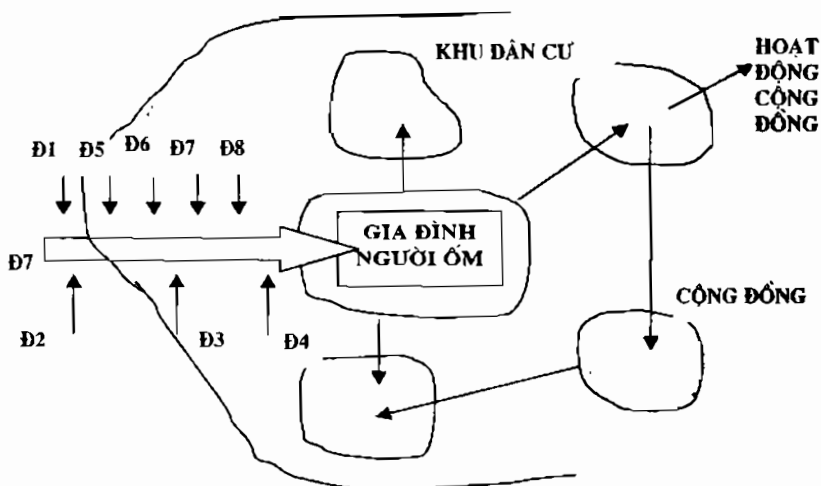 KHU DÂN CƯ
HOẠT
ĐỘNG
CỘNG
ĐỒNG
Đ1 Đ5 Đ6 Đ7 Đ8
GIA ĐÌNH
NGƯỜI ỐM
Đ7
CỘNG ĐỒNG
Đ2 Đ3 Đ4